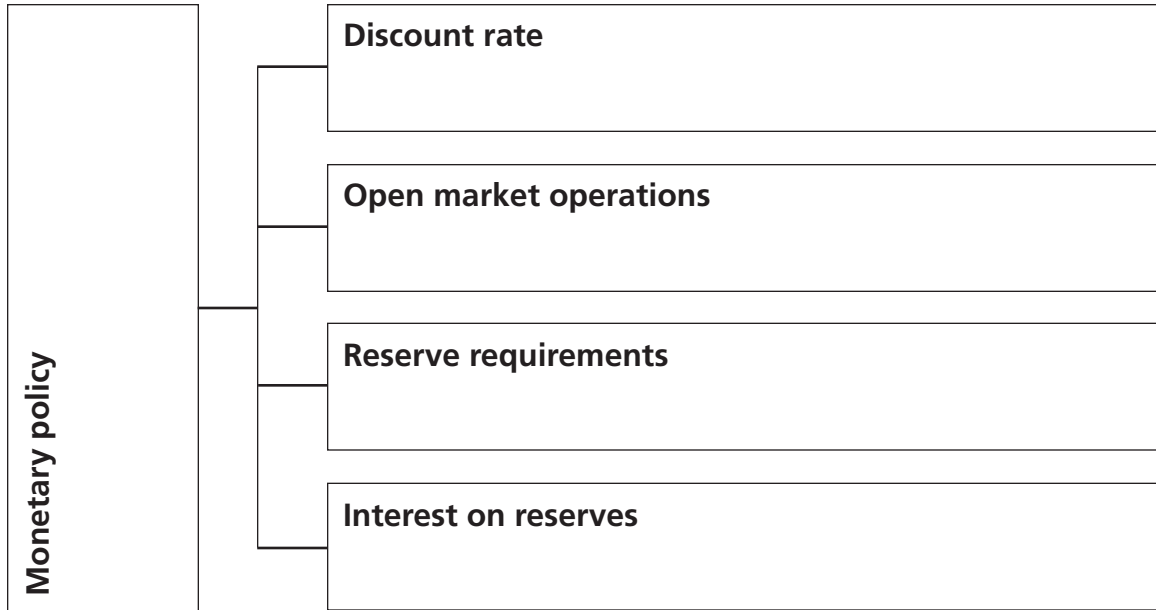 Monetary policy
Discount rate
Open market operations
Reserve requirements
Interest on reserves